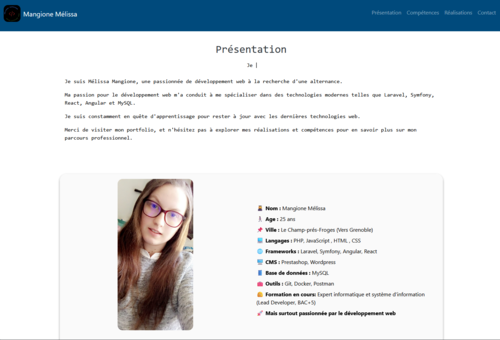 Mangione Mélissa
Présentation Compétences Réalisations Contact
Présentation
Je |
Je suis Mélissa Mangione, une passionnée de développement web à la recherche d'une alternance.
Ma passion pour le développement web m'a conduit à me spécialiser dans des technologies modernes telles que Laravel, Symfony,
React, Angular et MySQL.
Je suis constamment en quête d'apprentissage pour rester à jour avec les dernières technologies web.
Merci de visiter mon portfolio, et n'hésitez pas à explorer mes réalisations et compétences pour en savoir plus sur mon
parcours professionnel.
Nom : Mangione Mélissa
Age : 25 ans
Ville : Le Champ-près-Froges (Vers Grenoble)
Langages : PHP, JavaScript , HTML , CSS
Frameworks : Laravel, Symfony, Angular, React
CMS : Prestashop, Wordpress
Base de données : MySQL
Outils : Git, Docker, Postman
Formation en cours: Expert informatique et système d'information
(Lead Developer, BAC+5)
Mais surtout passionnée par le développement web